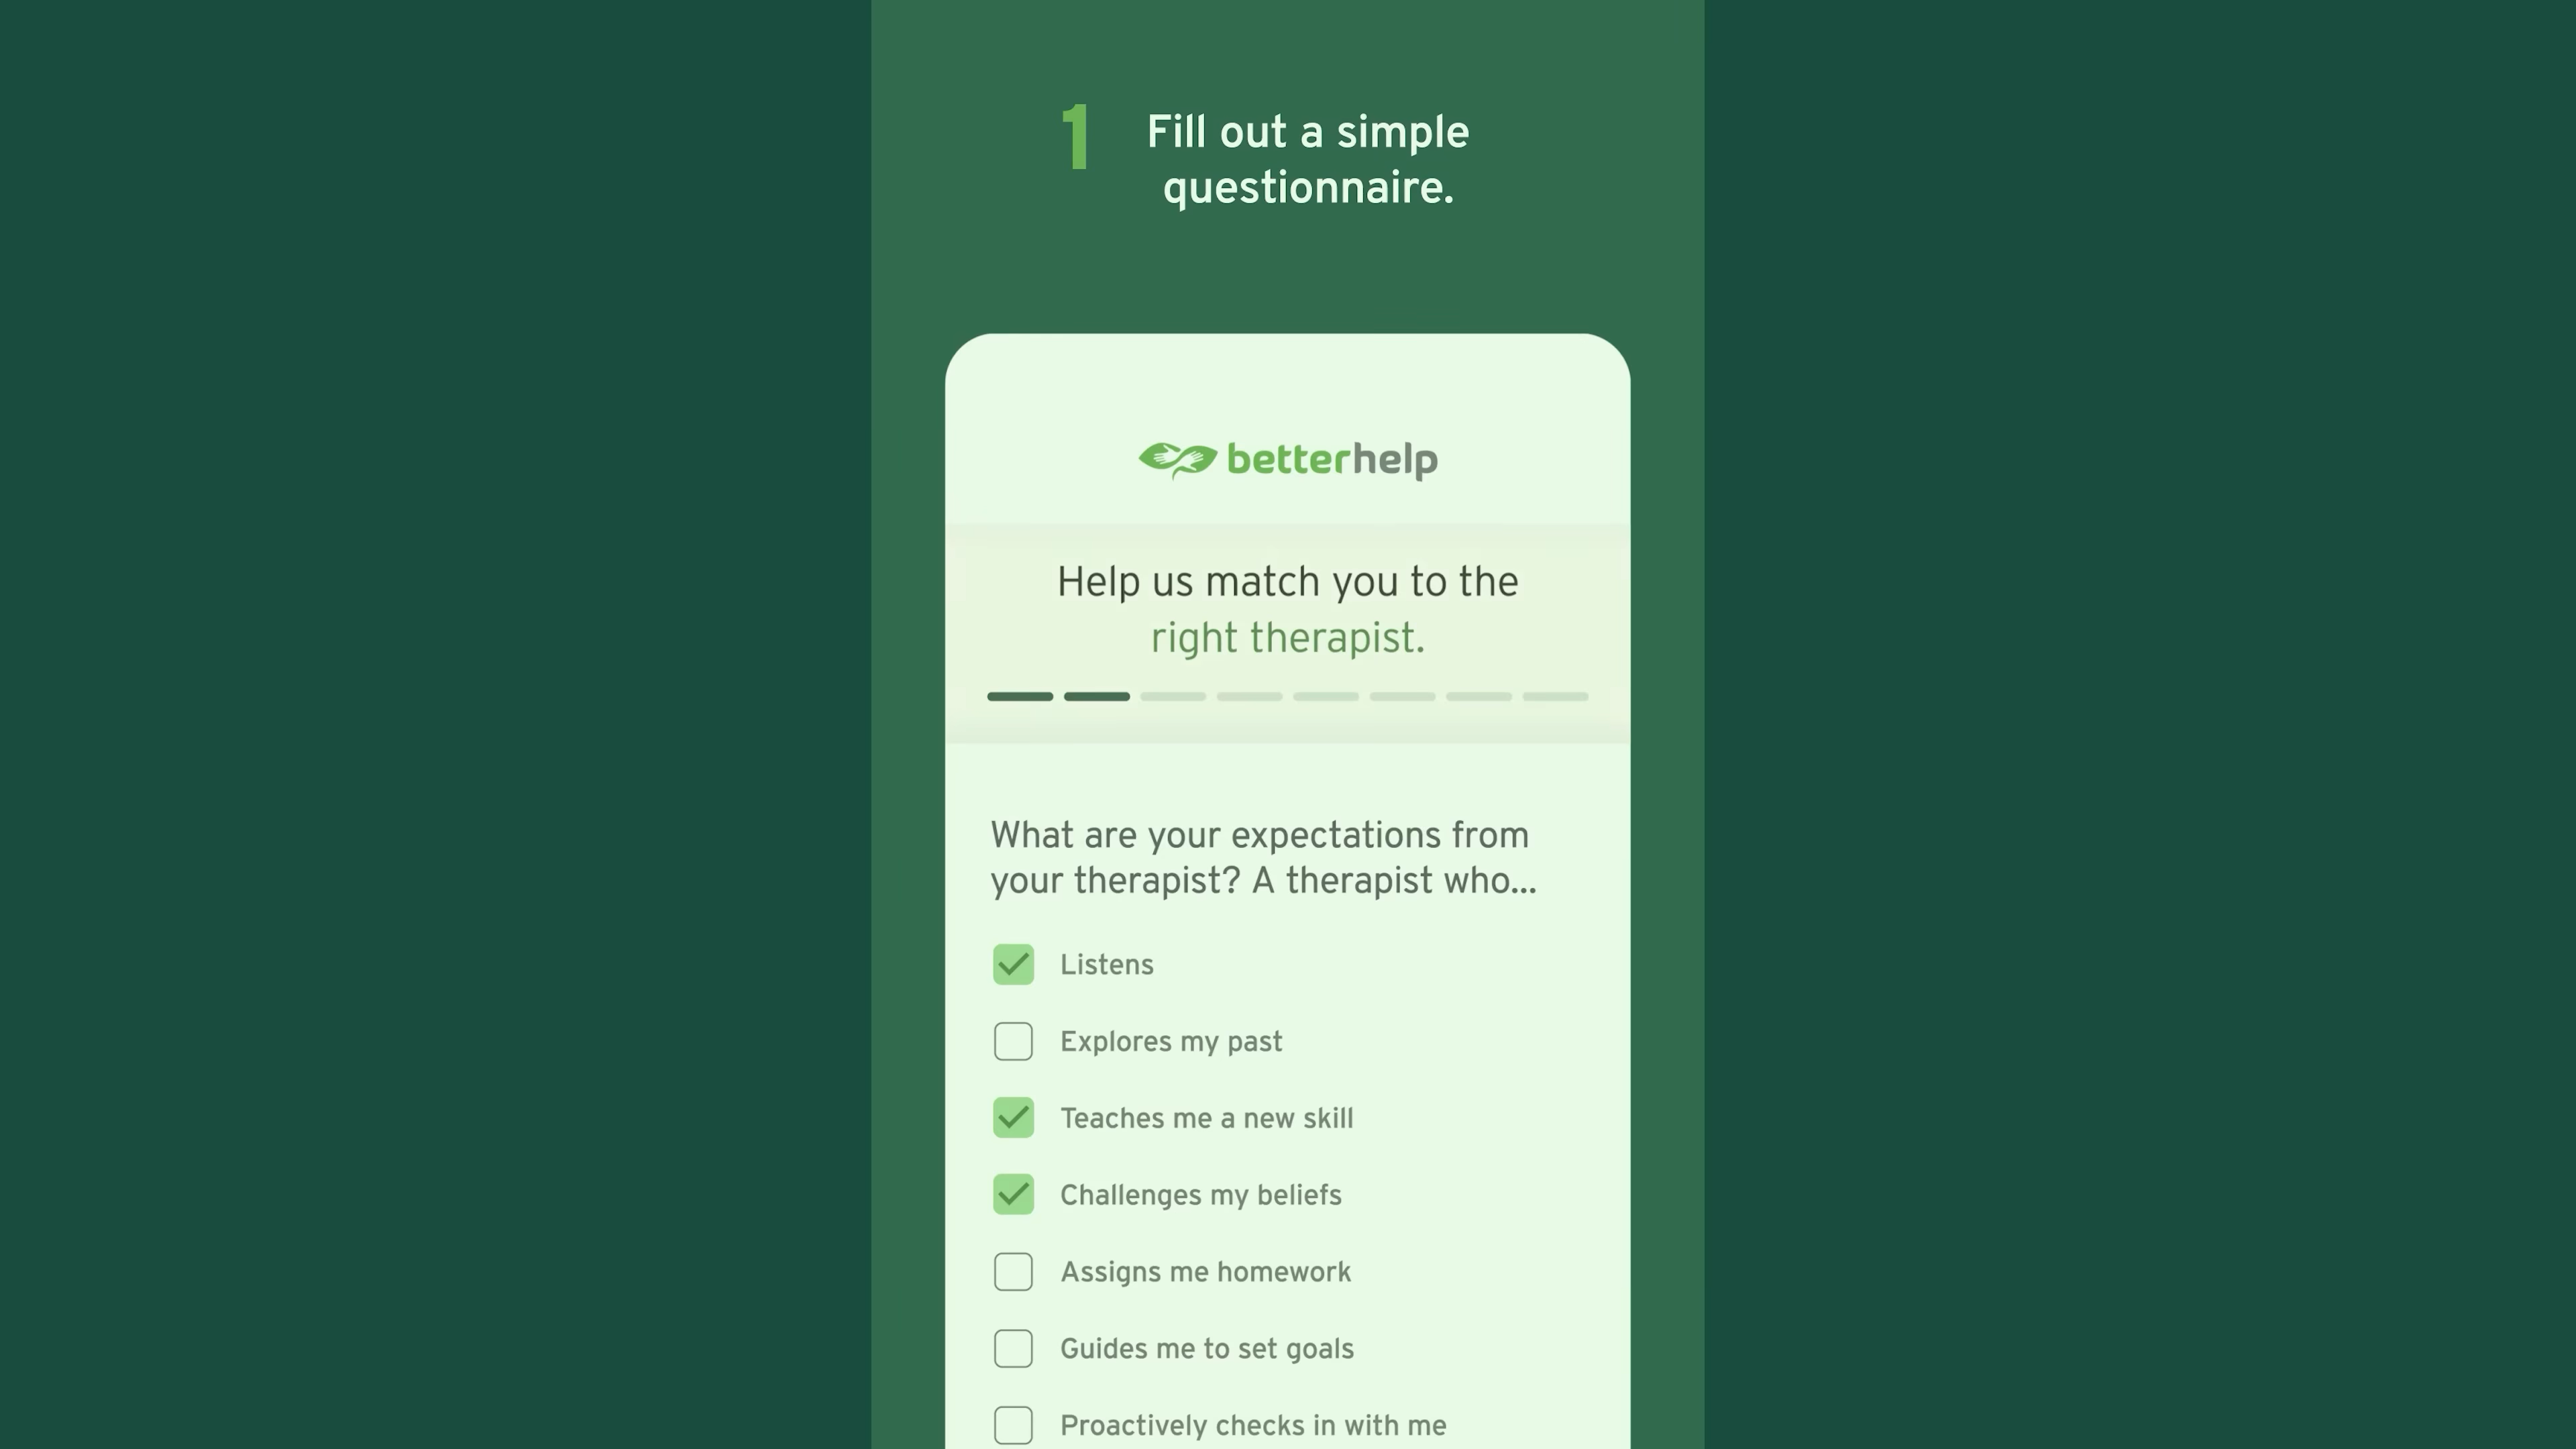 1
Fill out a simple
questionnaire.
betterhelp
Help us match you to the
right therapist.
What are your expectations from
your therapist? A therapist who...
Listens
Explores my past
Teaches me a new skill
Challenges my beliefs
Assigns me homework
Guides me to set goals
Proactively checks in with me